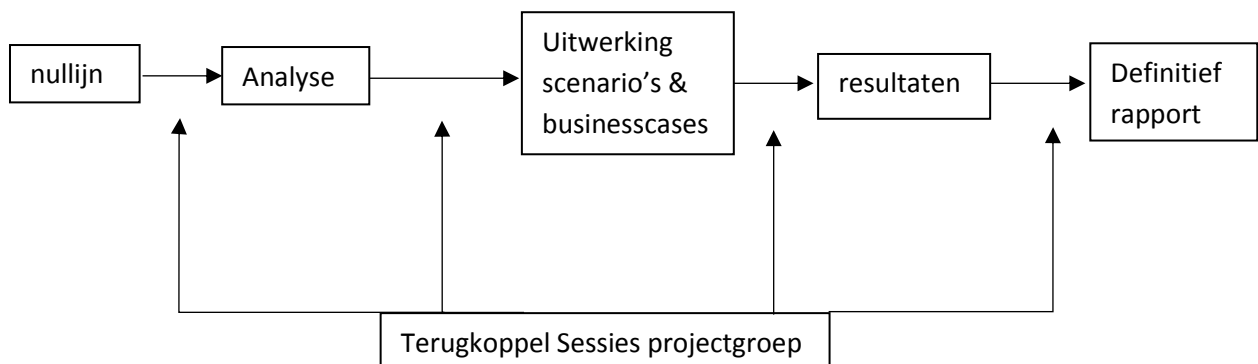 nullijn
Analyse
Uitwerking
scenario’s &
businesscases
resultaten
Definitief
rapport
Terugkoppel Sessies projectgroep